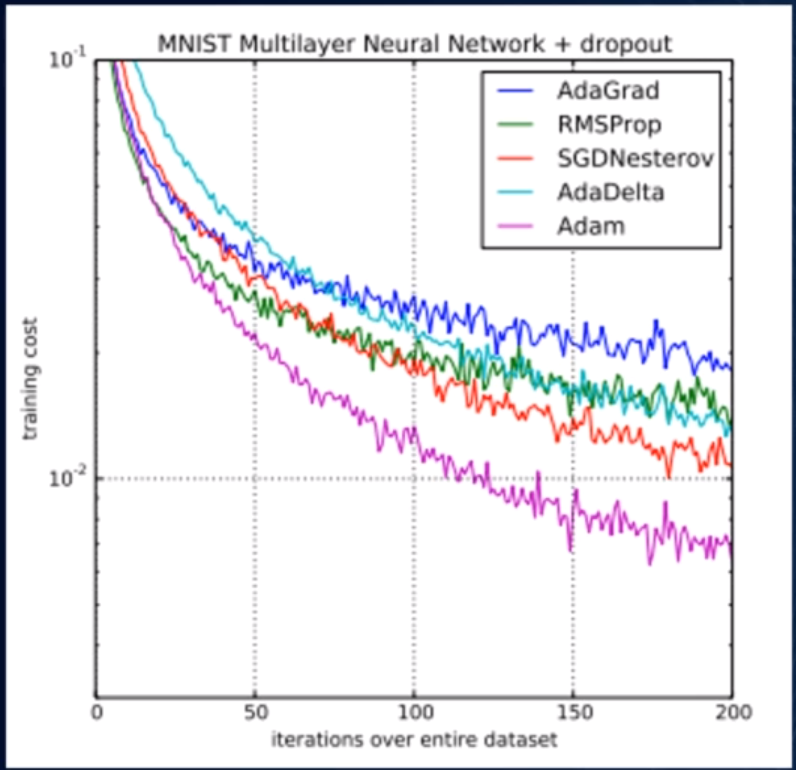 MNIST Multilayer Neural Network + dropout
10⁻¹
AdaGrad
RMSProp
SGDNesterov
AdaDelta
Adam
training cost
10⁻²
0 50 100 150 200
iterations over entire dataset